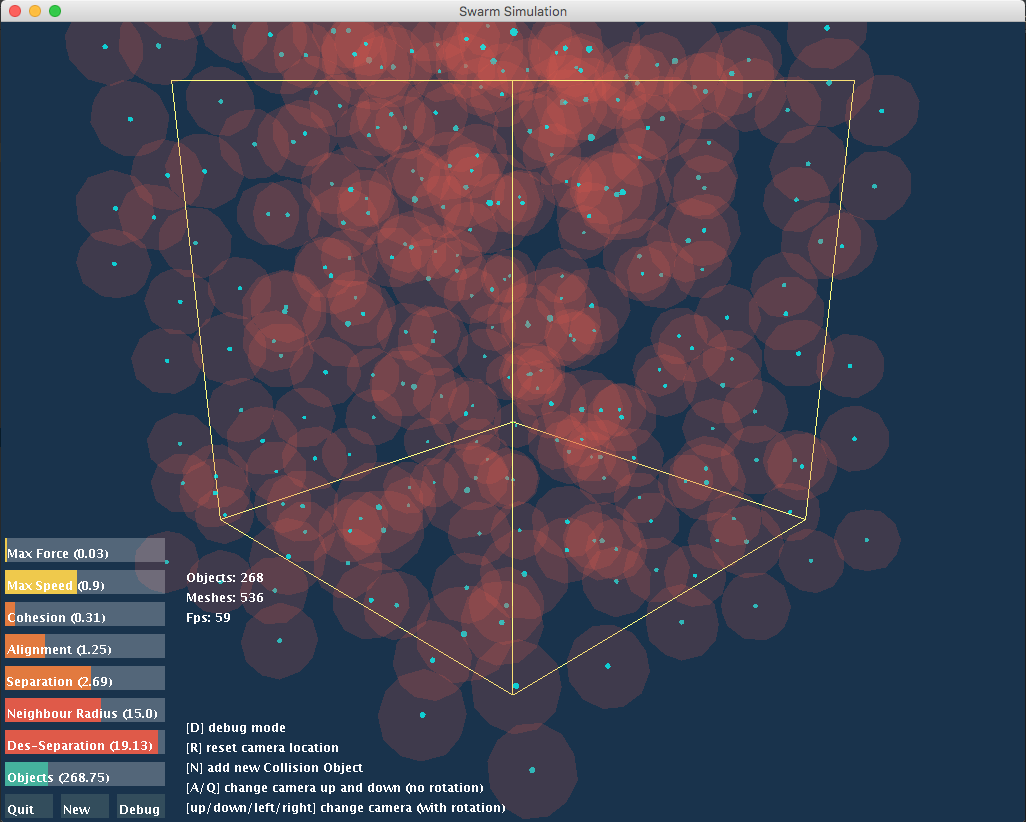 Swarm Simulation
Max Force (0.03)
Max Speed (0.9)
Cohesion (0.31)
Alignment (1.25)
Separation (2.69)
Neighbour Radius (15.0)
Des-Separation (19.13)
Objects (268.75)
Quit New Debug
Objects: 268
Meshes: 536
Fps: 59
[D] debug mode
[R] reset camera location
[N] add new Collision Object
[A/Q] change camera up and down (no rotation)
[up/down/left/right] change camera (with rotation)